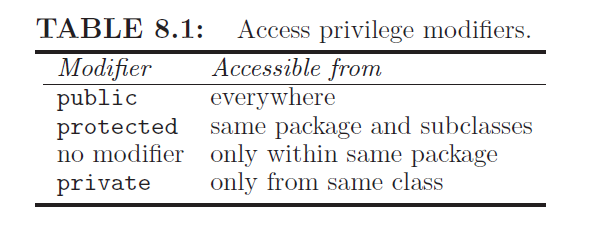 TABLE 8.1: Access privilege modifiers.
Modifier Accessible from
public everywhere
protected same package and subclasses
no modifier only within same package
private only from same class